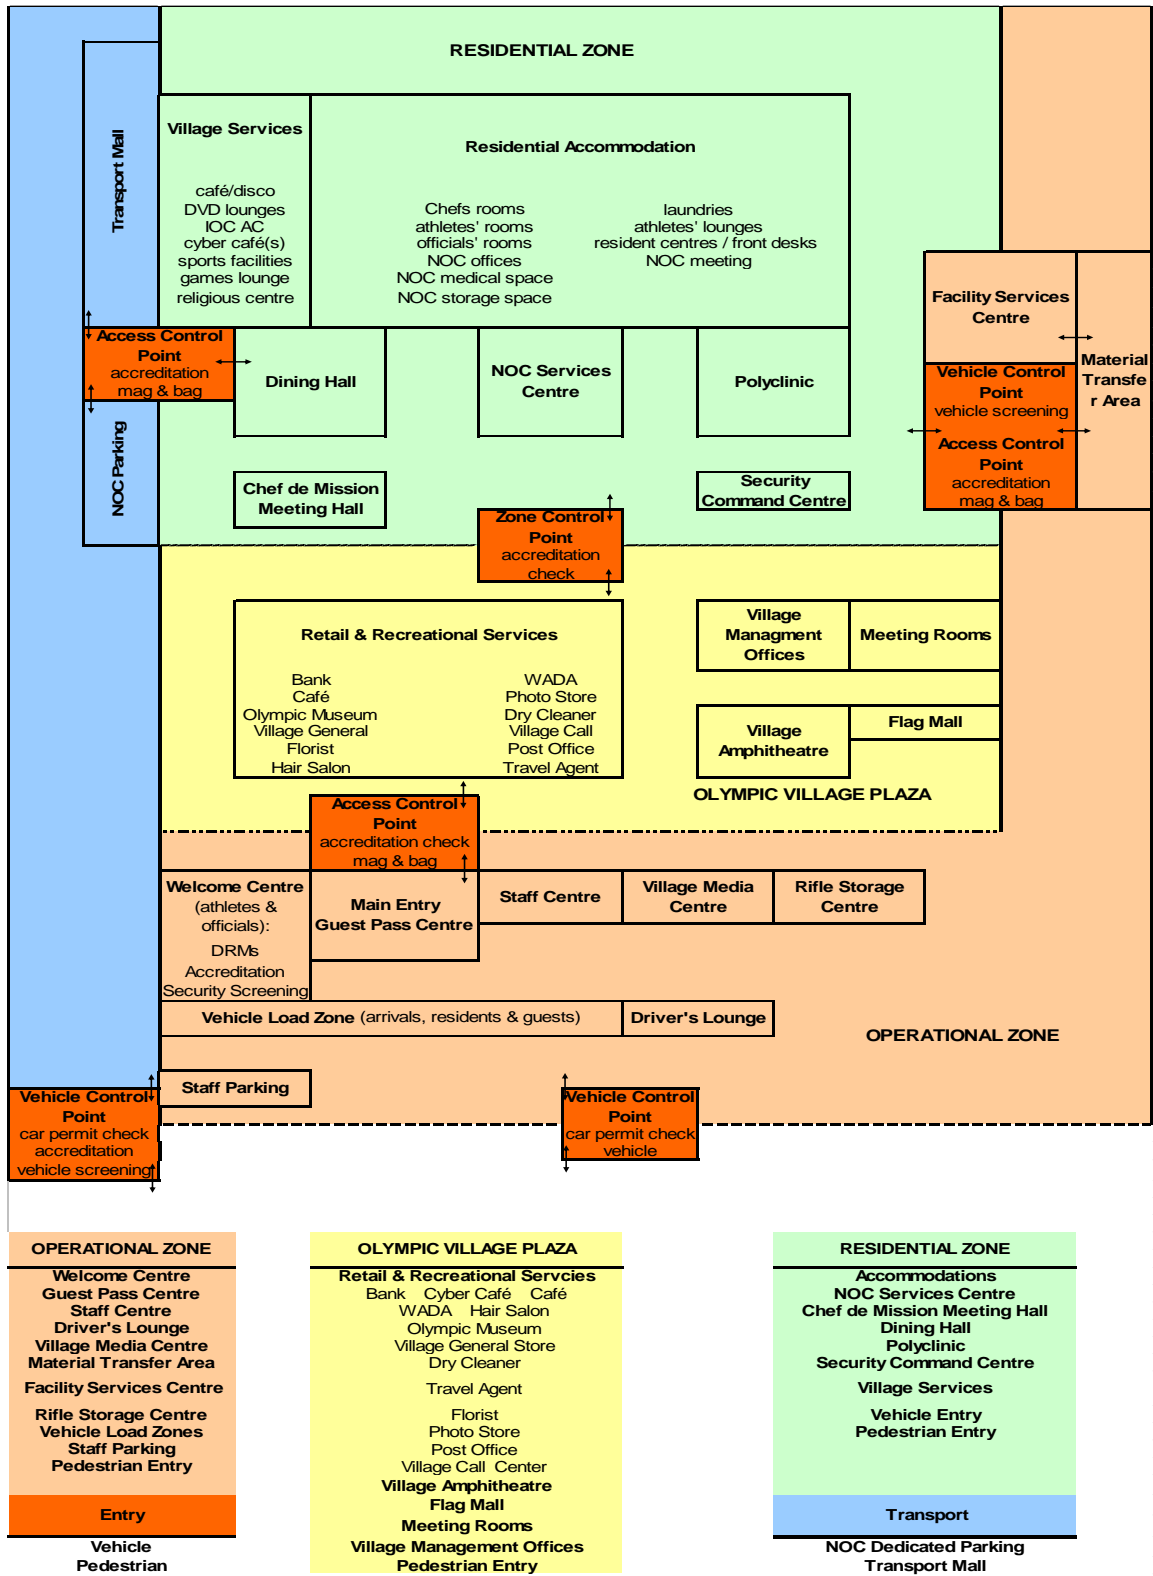 RESIDENTIAL ZONE
Transport Mall
Village Services
café/disco
DVD lounges
IOC AC
cyber café(s)
sports facilities
games lounge
religious centre
Residential Accommodation
Chefs rooms
athletes' rooms
officials' rooms
NOC offices
NOC medical space
NOC storage space
laundries
athletes' lounges
resident centres / front desks
NOC meeting
Facility Services
Centre
Material
Transfe
r Area
Access Control
Point
accreditation
mag & bag
Dining Hall
NOC Services
Centre
Polyclinic
Vehicle Control
Point
vehicle screening
Access Control
Point
accreditation
mag & bag
NOC Parking
Chef de Mission
Meeting Hall
Security
Command Centre
Zone Control
Point
accreditation
check
Retail & Recreational Services
Bank
Café
Olympic Museum
Village General
Florist
Hair Salon
WADA
Photo Store
Dry Cleaner
Village Call
Post Office
Travel Agent
Village
Managment
Offices
Meeting Rooms
Village
Amphitheatre
Flag Mall
OLYMPIC VILLAGE PLAZA
Access Control
Point
accreditation check
mag & bag
Welcome Centre
(athletes &
officials):
DRMs
Accreditation
Security Screening
Main Entry
Guest Pass Centre
Staff Centre
Village Media
Centre
Rifle Storage
Centre
Vehicle Load Zone (arrivals, residents & guests)
Driver's Lounge
OPERATIONAL ZONE
Staff Parking
Vehicle Control
Point
car permit check
accreditation
vehicle screening
Vehicle Control
Point
car permit check
vehicle
OPERATIONAL ZONE
Welcome Centre
Guest Pass Centre
Staff Centre
Driver's Lounge
Village Media Centre
Material Transfer Area
Facility Services Centre
Rifle Storage Centre
Vehicle Load Zones
Staff Parking
Pedestrian Entry
Entry
Vehicle
Pedestrian
OLYMPIC VILLAGE PLAZA
Retail & Recreational Servcies
Bank Cyber Café Café
WADA Hair Salon
Olympic Museum
Village General Store
Dry Cleaner
Travel Agent
Florist
Photo Store
Post Office
Village Call Center
Village Amphitheatre
Flag Mall
Meeting Rooms
Village Management Offices
Pedestrian Entry
RESIDENTIAL ZONE
Accommodations
NOC Services Centre
Chef de Mission Meeting Hall
Dining Hall
Polyclinic
Security Command Centre
Village Services
Vehicle Entry
Pedestrian Entry
Transport
NOC Dedicated Parking
Transport Mall